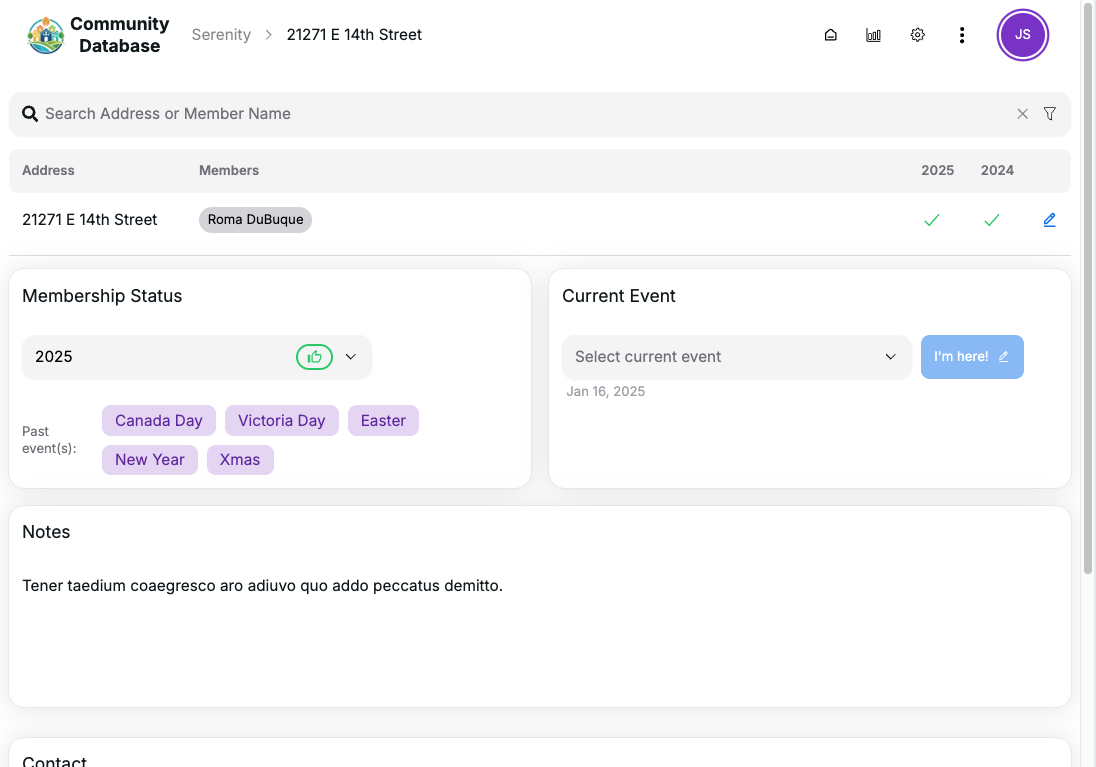 Community
Database
Serenity > 21271 E 14th Street
JS
Search Address or Member Name
Address Members 2025 2024
21271 E 14th Street Roma DuBuque
Membership Status
2025
Past
event(s):
Canada Day Victoria Day Easter
New Year Xmas
Current Event
Select current event
I'm here!
Jan 16, 2025
Notes
Tener taedium coaegresco aro adiuvo quo addo peccatus demitto.
Contact